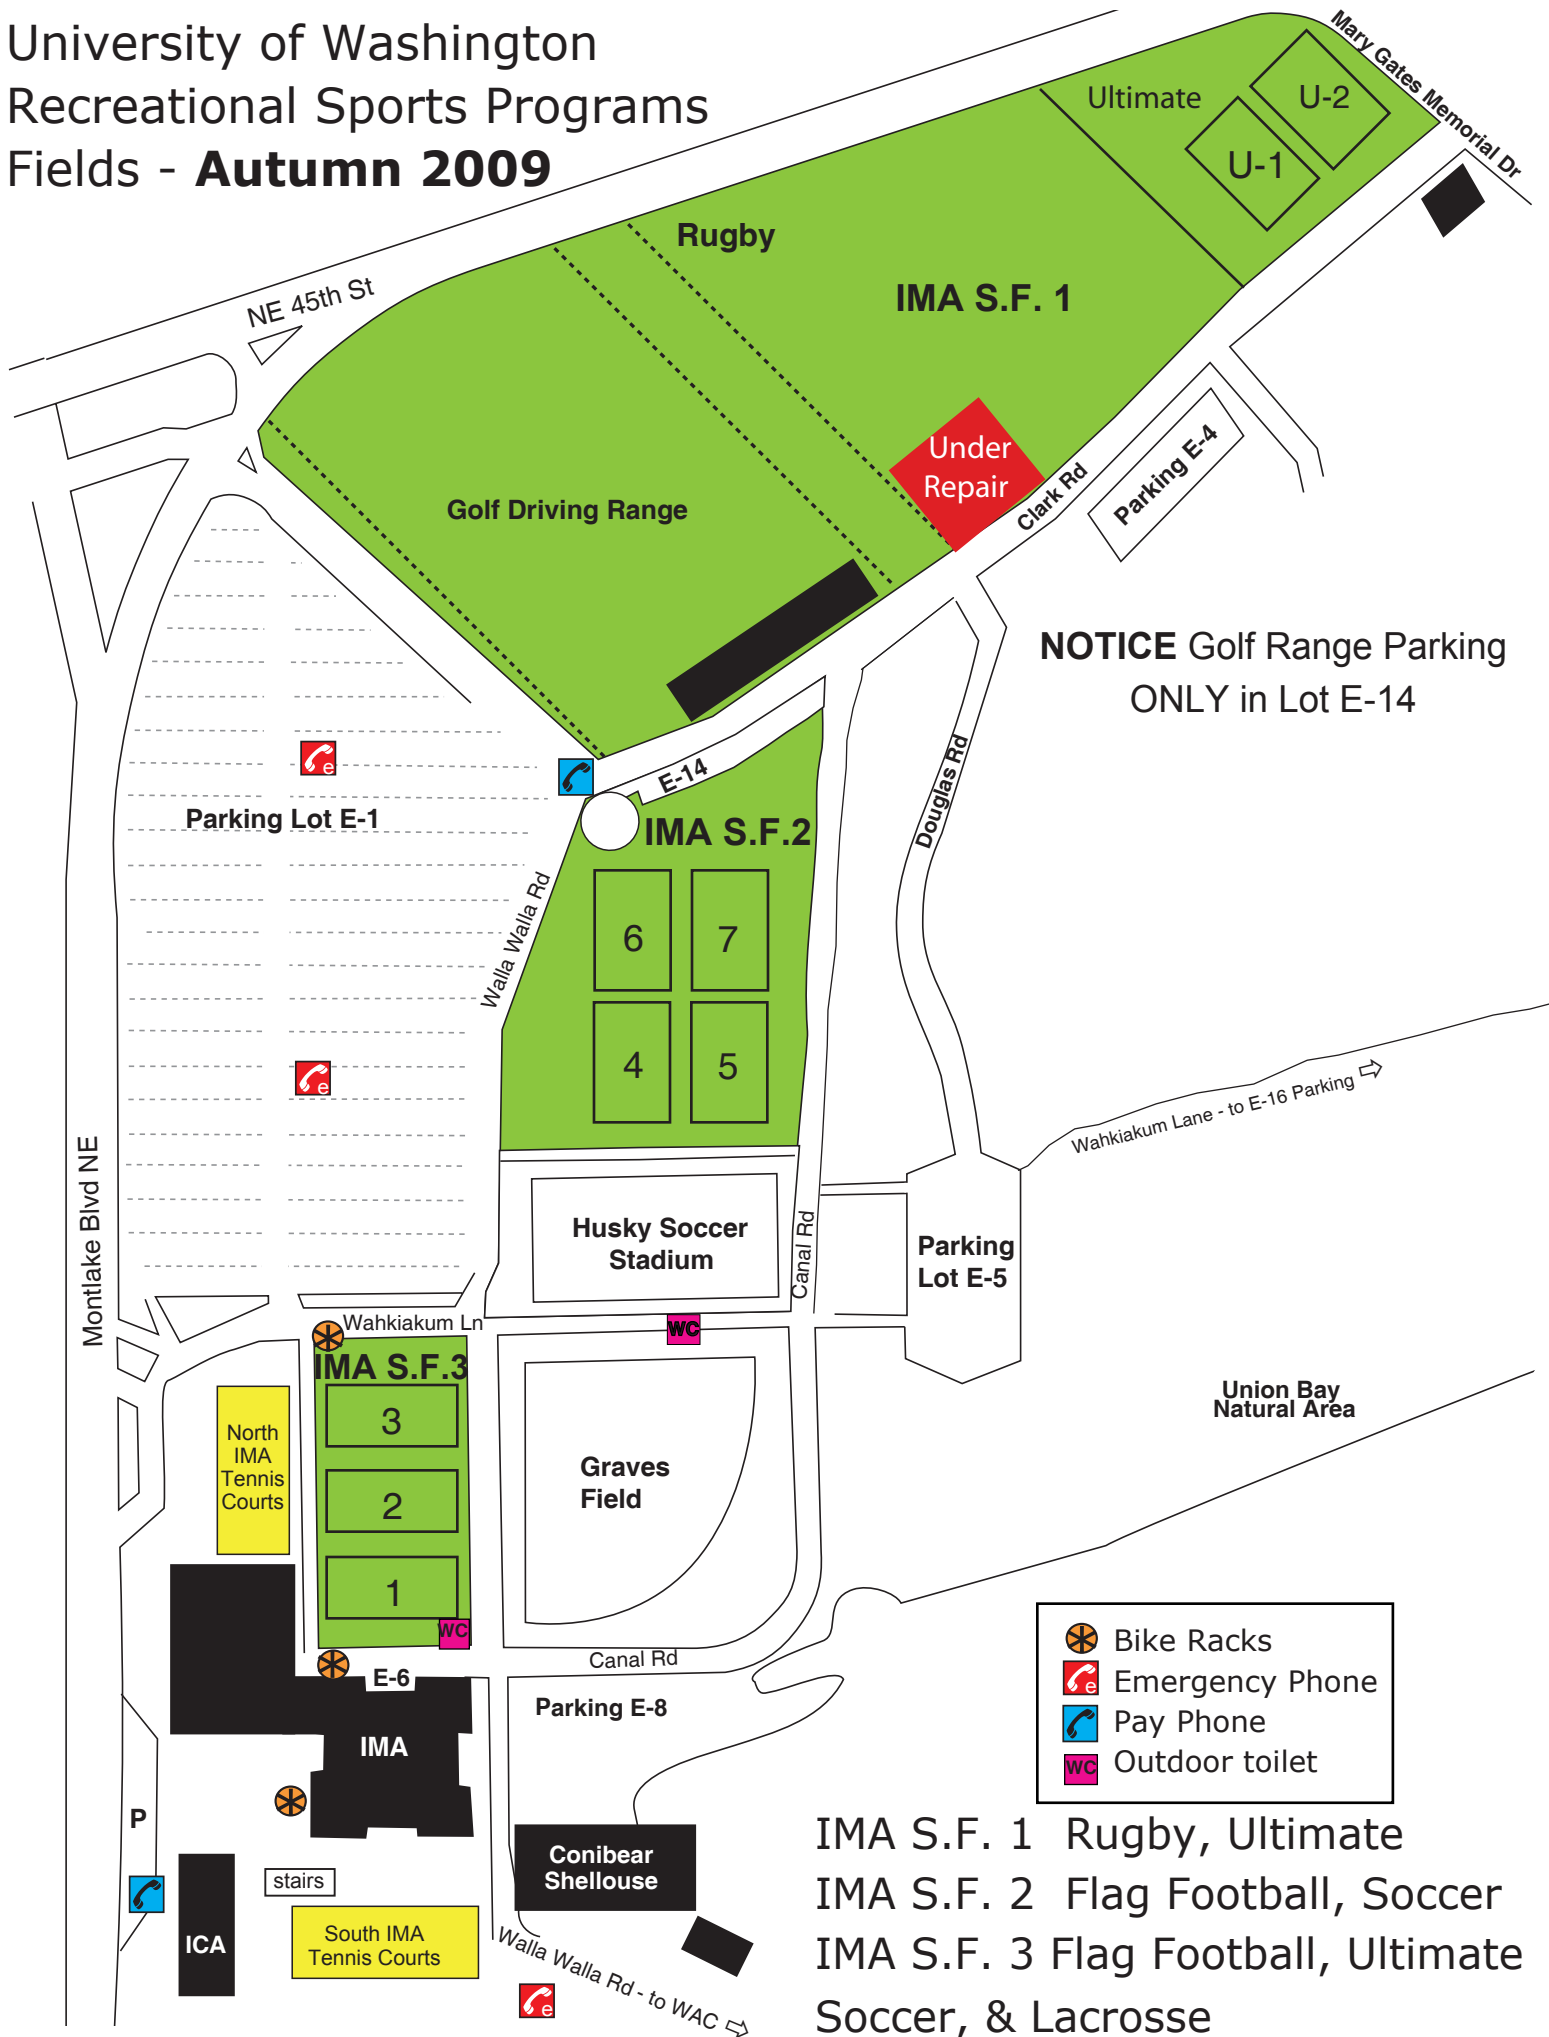 University of Washington
Recreational Sports Programs
Fields - Autumn 2009
Mary Gates Memorial Dr
Ultimate
U-2
U-1
Rugby
NE 45th St
IMA S.F. 1
Under
Repair
Clark Rd
Parking E-4
Golf Driving Range
NOTICE Golf Range Parking
ONLY in Lot E-14
e
E-14
Douglas Rd
Parking Lot E-1
IMA S.F.2
Walla Walla Rd
6
7
4
5
e
Wahkiakum Lane - to E-16 Parking
Montlake Blvd NE
Husky Soccer
Stadium
Canal Rd
Parking
Lot E-5
Wahkiakum Ln
WC
IMA S.F.3
3
North
IMA
Tennis
Courts
2
1
WC
Graves
Field
Union Bay
Natural Area
Canal Rd
E-6
Parking E-8
IMA
P
Bike Racks
e Emergency Phone
Pay Phone
WC Outdoor toilet
Conibear
Shellouse
stairs
ICA
South IMA
Tennis Courts
Walla Walla Rd - to WAC
e
IMA S.F. 1 Rugby, Ultimate
IMA S.F. 2 Flag Football, Soccer
IMA S.F. 3 Flag Football, Ultimate
Soccer, & Lacrosse